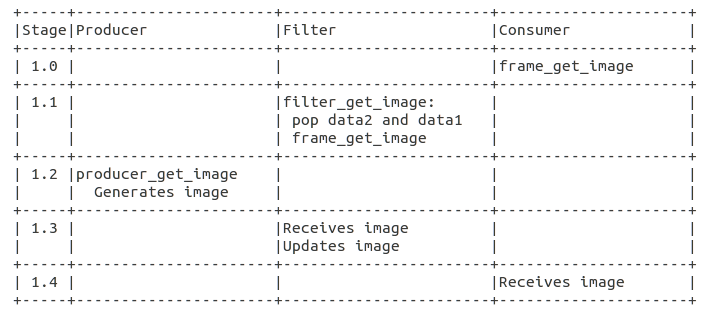 +-----+----------------------+-----------------------+---------------------+
|Stage|Producer              |Filter                 |Consumer             |
+-----+----------------------+-----------------------+---------------------+
| 1.0 |                      |                       |frame_get_image      |
+-----+----------------------+-----------------------+---------------------+
| 1.1 |                      |filter_get_image:      |                     |
|     |                      | pop data2 and data1   |                     |
|     |                      | frame_get_image       |                     |
+-----+----------------------+-----------------------+---------------------+
| 1.2 |producer_get_image    |                       |                     |
|     |  Generates image     |                       |                     |
+-----+----------------------+-----------------------+---------------------+
| 1.3 |                      |Receives image         |                     |
|     |                      |Updates image          |                     |
+-----+----------------------+-----------------------+---------------------+
| 1.4 |                      |                       |Receives image       |
+-----+----------------------+-----------------------+---------------------+